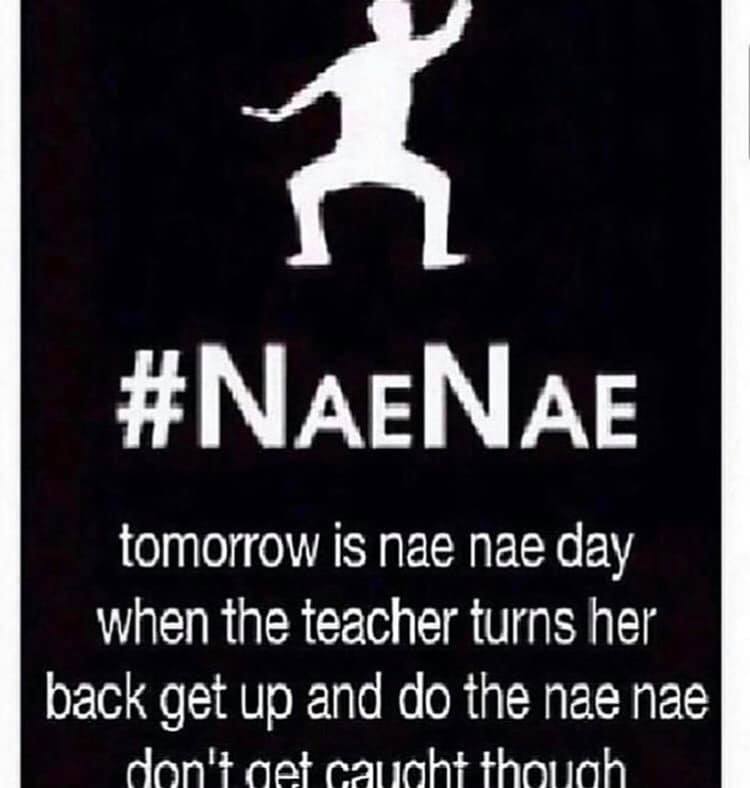 #NAENAE
tomorrow is nae nae day
when the teacher turns her
back get up and do the nae nae
don't get caught though